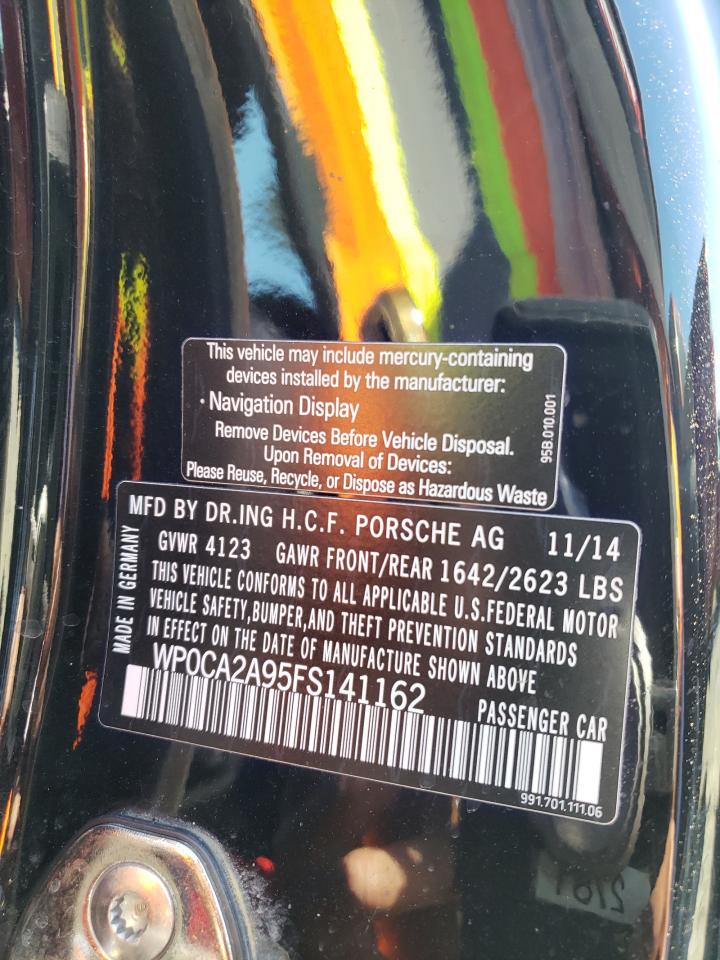 This vehicle may include mercury-containing
devices installed by the manufacturer:
· Navigation Display
Remove Devices Before Vehicle Disposal.
Upon Removal of Devices:
Please Reuse, Recycle, or Dispose as Hazardous Waste
95B.010.001
MFD BY DR.ING H.C.F. PORSCHE AG 11/14
GVWR 4123 GAWR FRONT/REAR 1642/2623 LBS
THIS VEHICLE CONFORMS TO ALL APPLICABLE U.S.FEDERAL MOTOR
VEHICLE SAFETY,BUMPER,AND THEFT PREVENTION STANDARDS
IN EFFECT ON THE DATE OF MANUFACTURE SHOWN ABOVE
WP0CA2A95FS141162 PASSENGER CAR
MADE IN GERMANY
991.701.111.06